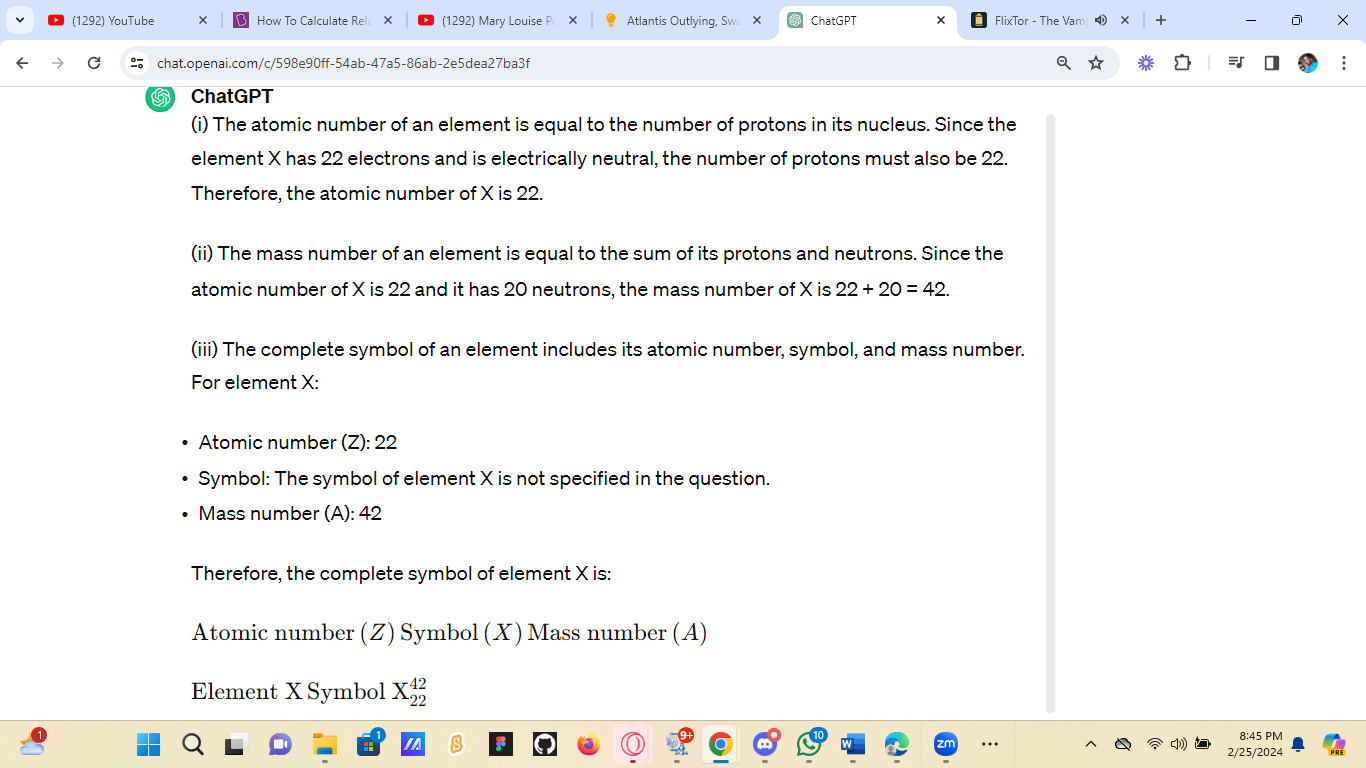 (1292) YouTube
How To Calculate Rel
(1292) Mary Louise Po
Atlantis Outlying, Swa
ChatGPT
FlixTor - The Vam
chat.openai.com/c/598e90ff-54ab-47a5-86ab-2e5dea27ba3f
ChatGPT
(i) The atomic number of an element is equal to the number of protons in its nucleus. Since the
element X has 22 electrons and is electrically neutral, the number of protons must also be 22.
Therefore, the atomic number of X is 22.
(ii) The mass number of an element is equal to the sum of its protons and neutrons. Since the
atomic number of X is 22 and it has 20 neutrons, the mass number of X is 22 + 20 = 42.
(iii) The complete symbol of an element includes its atomic number, symbol, and mass number.
For element X:
• Atomic number (Z): 22
• Symbol: The symbol of element X is not specified in the question.
• Mass number (A): 42
Therefore, the complete symbol of element X is:
Atomic number (Z) Symbol (X) Mass number (A)
Element X Symbol X⁴²₂₂
1
1
9+
10
W
zm
8:45 PM
2/25/2024
PRE